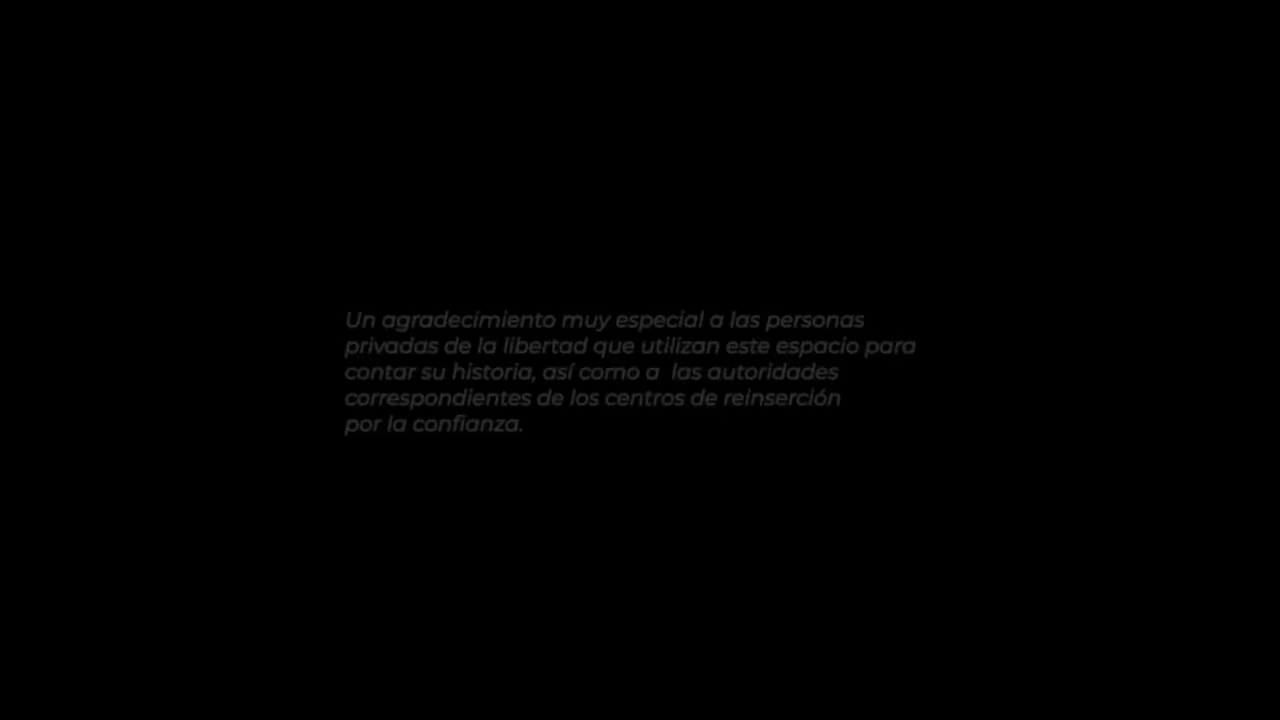 Un agradecimiento muy especial a las personas
privadas de la libertad que utilizan este espacio para
contar su historia, así como a  las autoridades
correspondientes de los centros de reinserción
por la confianza.